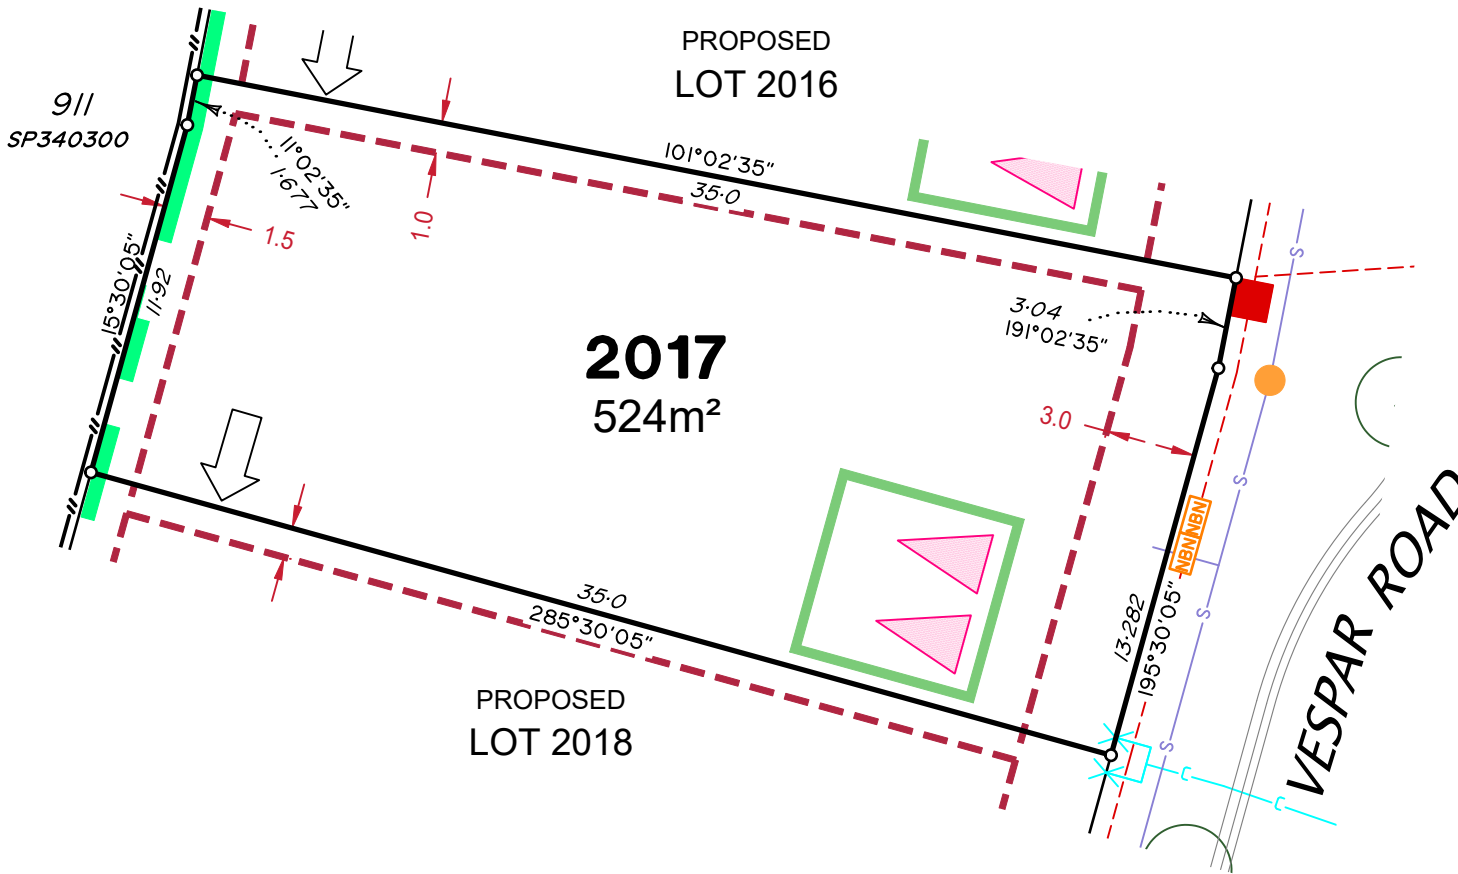 PROPOSED
LOT 2016
911
SP340300
11°02'35"
1·677
101°02'35"
35·0
1.0
1.5
15°30'05"
11·92
3·04
191°02'35"
2017
524m²
3.0
S
S
S
S
NBN
NBN
VESPAR ROAD
13·282
195°30'05"
35·0
285°30'05"
PROPOSED
LOT 2018
C
C